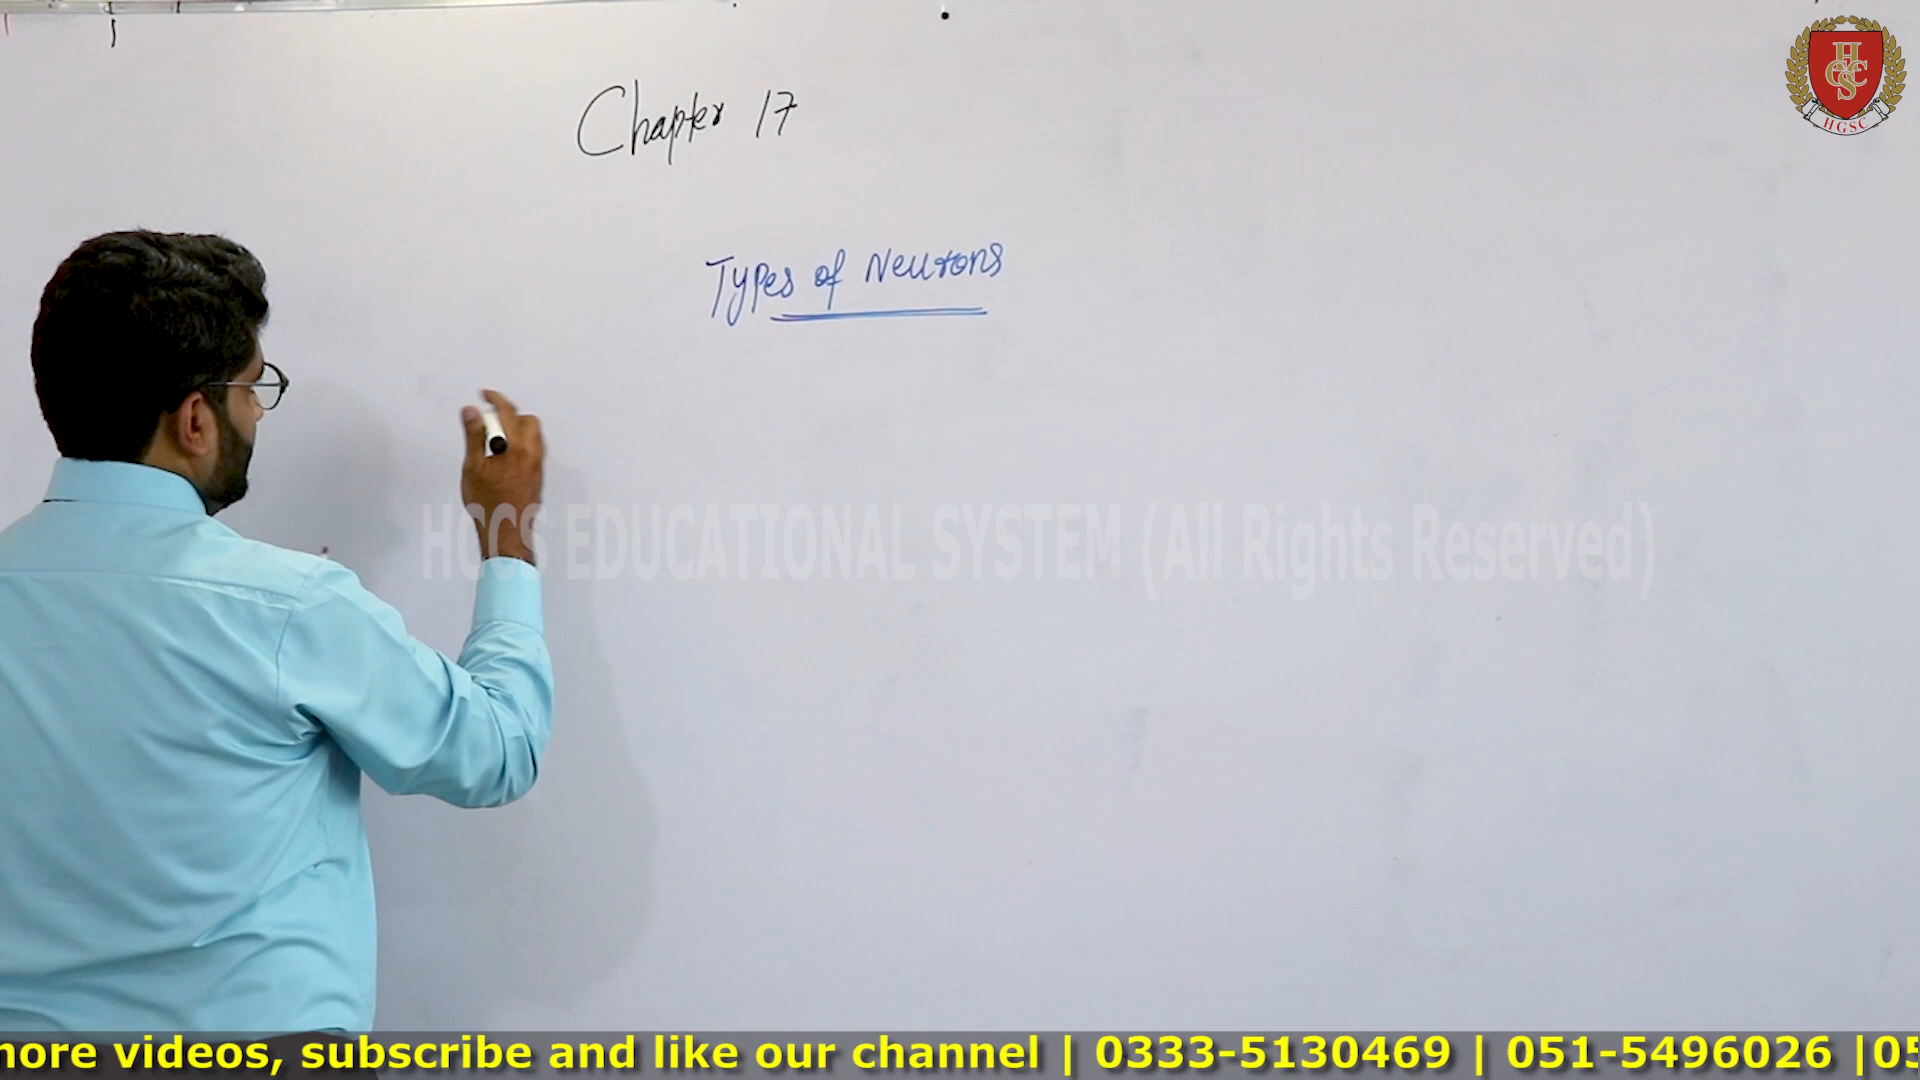 Chapter 17
Types of Neurons
HCCS EDUCATIONAL SYSTEM (All Rights Reserved)
HGSC
more videos, subscribe and like our channel | 0333-5130469 | 051-5496026 |05